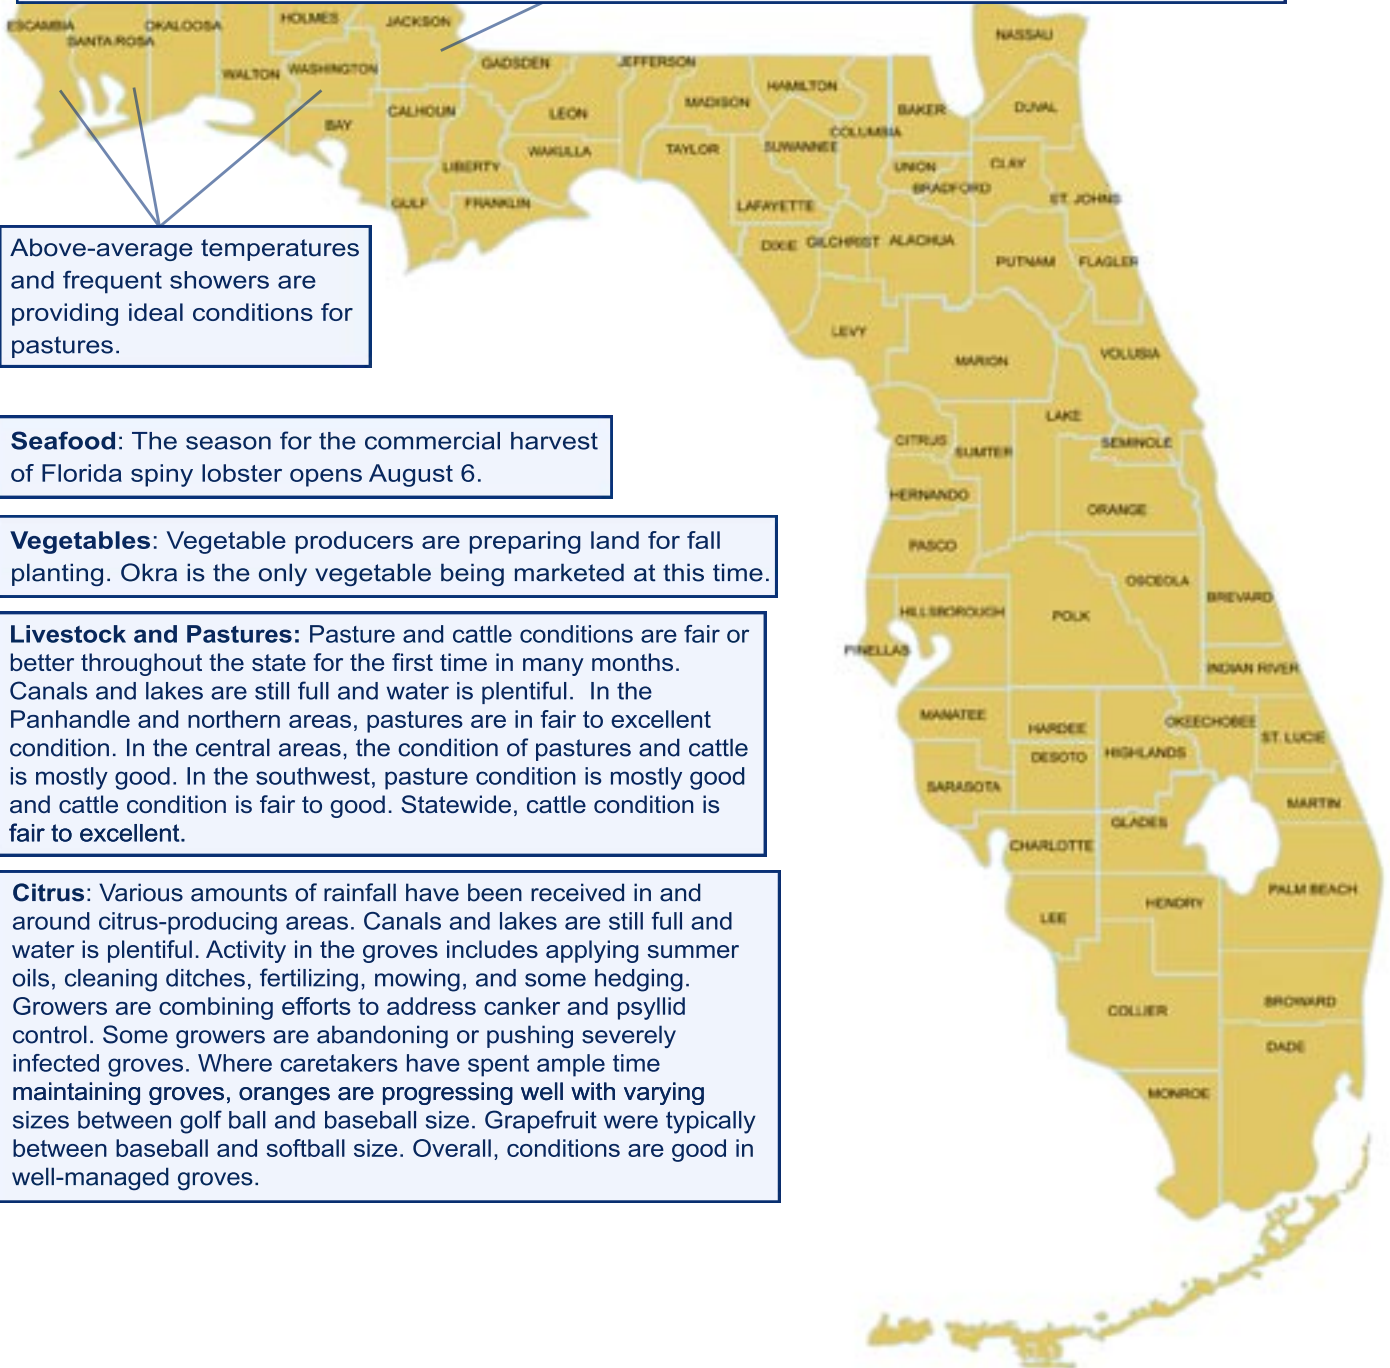 ESCAMBIA
SANTA ROSA
OKALOOSA
HOLMES
JACKSON
WALTON
WASHINGTON
BAY
CALHOUN
GADSDEN
LEON
LIBERTY
WAKULLA
GULF
FRANKLIN
JEFFERSON
MADISON
TAYLOR
HAMILTON
SUWANNEE
COLUMBIA
LAFAYETTE
DIXIE
GILCHRIST
ALACHUA
BAKER
UNION
BRADFORD
NASSAU
DUVAL
CLAY
ST. JOHNS
PUTNAM
FLAGLER
LEVY
MARION
VOLUSIA
LAKE
CITRUS
SUMTER
SEMINOLE
HERNANDO
ORANGE
PASCO
OSCEOLA
BREVARD
HILLSBOROUGH
POLK
PINELLAS
INDIAN RIVER
MANATEE
HARDEE
OKEECHOBEE
ST. LUCIE
DESOTO
HIGHLANDS
SARASOTA
MARTIN
GLADES
CHARLOTTE
PALM BEACH
HENDRY
LEE
COLLIER
BROWARD
DADE
MONROE
Above-average temperatures
and frequent showers are
providing ideal conditions for
pastures.
Seafood: The season for the commercial harvest
of Florida spiny lobster opens August 6.
Vegetables: Vegetable producers are preparing land for fall
planting. Okra is the only vegetable being marketed at this time.
Livestock and Pastures: Pasture and cattle conditions are fair or
better throughout the state for the first time in many months.
Canals and lakes are still full and water is plentiful.  In the
Panhandle and northern areas, pastures are in fair to excellent
condition. In the central areas, the condition of pastures and cattle
is mostly good. In the southwest, pasture condition is mostly good
and cattle condition is fair to good. Statewide, cattle condition is
fair to excellent.
Citrus: Various amounts of rainfall have been received in and
around citrus-producing areas. Canals and lakes are still full and
water is plentiful. Activity in the groves includes applying summer
oils, cleaning ditches, fertilizing, mowing, and some hedging.
Growers are combining efforts to address canker and psyllid
control. Some growers are abandoning or pushing severely
infected groves. Where caretakers have spent ample time
maintaining groves, oranges are progressing well with varying
sizes between golf ball and baseball size. Grapefruit were typically
between baseball and softball size. Overall, conditions are good in
well-managed groves.